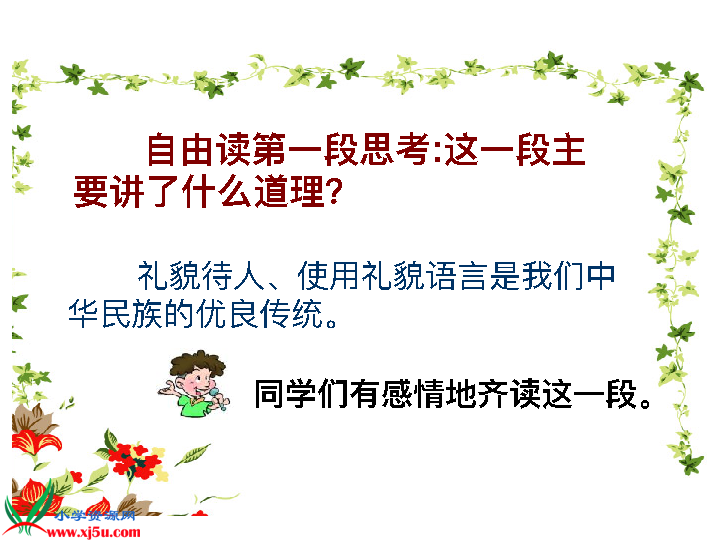 自由读第一段思考:这一段主
要讲了什么道理?
礼貌待人、使用礼貌语言是我们中
华民族的优良传统。
同学们有感情地齐读这一段。
小学资源网
www.xj5u.com